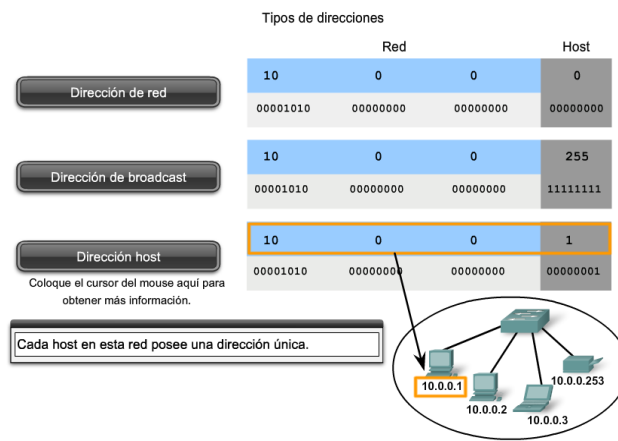 Tipos de direcciones
Red Host
Dirección de red
10 0 0 0
00001010 00000000 00000000 00000000
Dirección de broadcast
10 0 0 255
00001010 00000000 00000000 11111111
Dirección host
10 0 0 1
00001010 00000000 00000000 00000001
Coloque el cursor del mouse aquí para
obtener más información.
Cada host en esta red posee una dirección única.
10.0.0.1
10.0.0.2
10.0.0.3
10.0.0.253